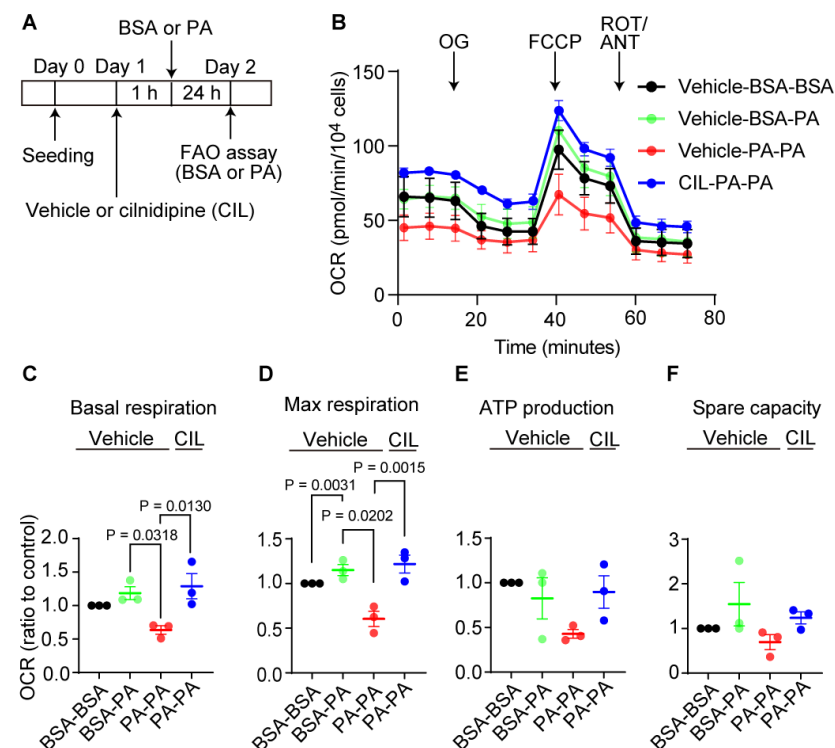 A
BSA or PA
Day 0 Day 1 Day 2
1 h 24 h
Seeding
FAO assay
(BSA or PA)
Vehicle or cilnidipine (CIL)
B
OG FCCP ROT/
ANT
150
100
50
0
OCR (pmol/min/10⁴ cells)
0 20 40 60 80
Time (minutes)
Vehicle-BSA-BSA
Vehicle-BSA-PA
Vehicle-PA-PA
CIL-PA-PA
C
Basal respiration
Vehicle CIL
P = 0.0130
P = 0.0318
2.0
1.5
1.0
0.5
0.0
OCR (ratio to control)
BSA-BSA BSA-PA PA-PA PA-PA
D
Max respiration
Vehicle CIL
P = 0.0015
P = 0.0031
P = 0.0202
1.5
1.0
0.5
0.0
BSA-BSA BSA-PA PA-PA PA-PA
E
ATP production
Vehicle CIL
1.5
1.0
0.5
0.0
BSA-BSA BSA-PA PA-PA PA-PA
F
Spare capacity
Vehicle CIL
3
2
1
0
BSA-BSA BSA-PA PA-PA PA-PA